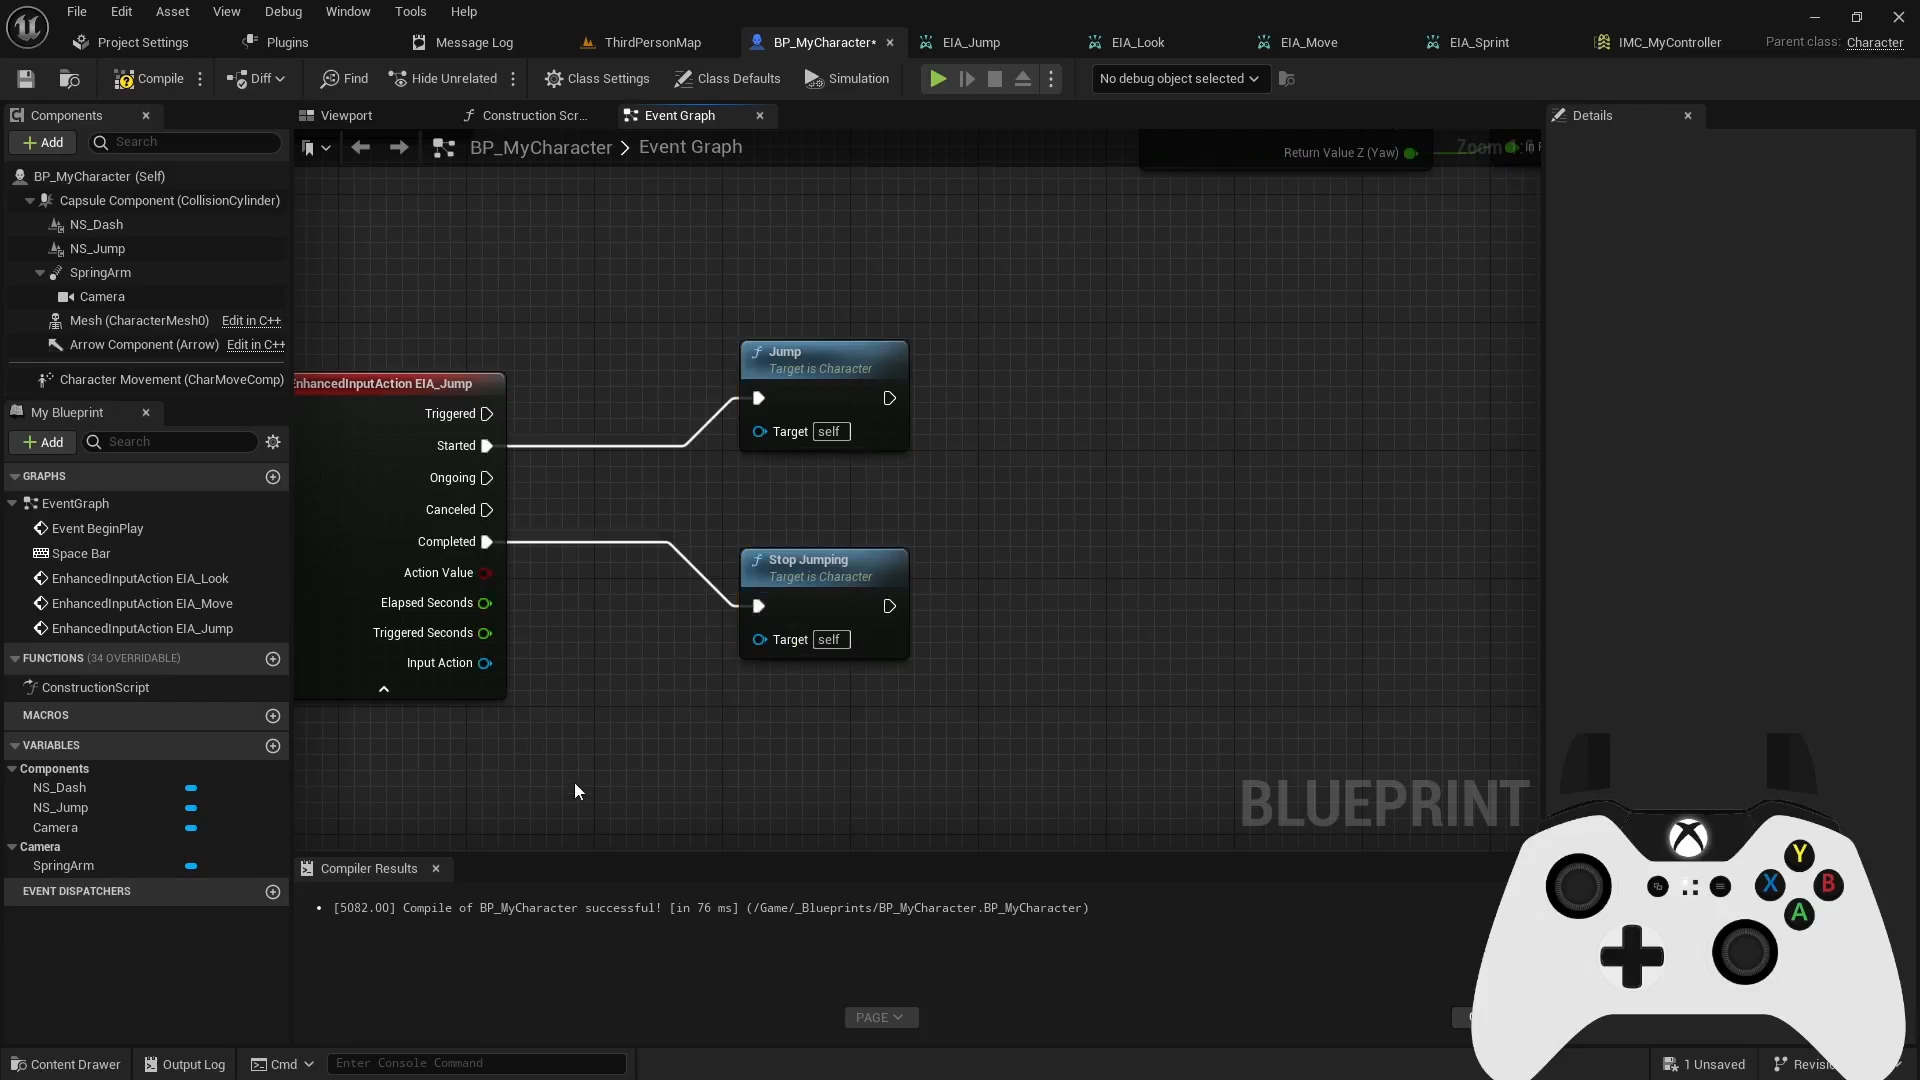 File Edit Asset View Debug Window Tools Help
Project Settings Plugins Message Log ThirdPersonMap BP_MyCharacter* EIA_Jump EIA_Look EIA_Move EIA_Sprint IMC_MyController Parent class: Character
Compile Diff Find Hide Unrelated Class Settings Class Defaults Simulation No debug object selected
Components
Add Search
BP_MyCharacter (Self)
Capsule Component (CollisionCylinder)
NS_Dash
NS_Jump
SpringArm
Camera
Mesh (CharacterMesh0) Edit in C++
Arrow Component (Arrow) Edit in C++
Character Movement (CharMoveComp)
My Blueprint
Add Search
GRAPHS
EventGraph
Event BeginPlay
Space Bar
EnhancedInputAction EIA_Look
EnhancedInputAction EIA_Move
EnhancedInputAction EIA_Jump
FUNCTIONS (34 OVERRIDABLE)
ConstructionScript
MACROS
VARIABLES
Components
NS_Dash
NS_Jump
Camera
Camera
SpringArm
EVENT DISPATCHERS
Viewport Construction Scr... Event Graph
BP_MyCharacter > Event Graph
Return Value Z (Yaw)
Zoom
EnhancedInputAction EIA_Jump
Triggered
Started
Ongoing
Canceled
Completed
Action Value
Elapsed Seconds
Triggered Seconds
Input Action
Jump
Target is Character
Target self
Stop Jumping
Target is Character
Target self
BLUEPRINT
Details
Compiler Results
[5082.00] Compile of BP_MyCharacter successful! [in 76 ms] (/Game/_Blueprints/BP_MyCharacter.BP_MyCharacter)
PAGE
Y
X B
A
Content Drawer Output Log Cmd Enter Console Command 1 Unsaved